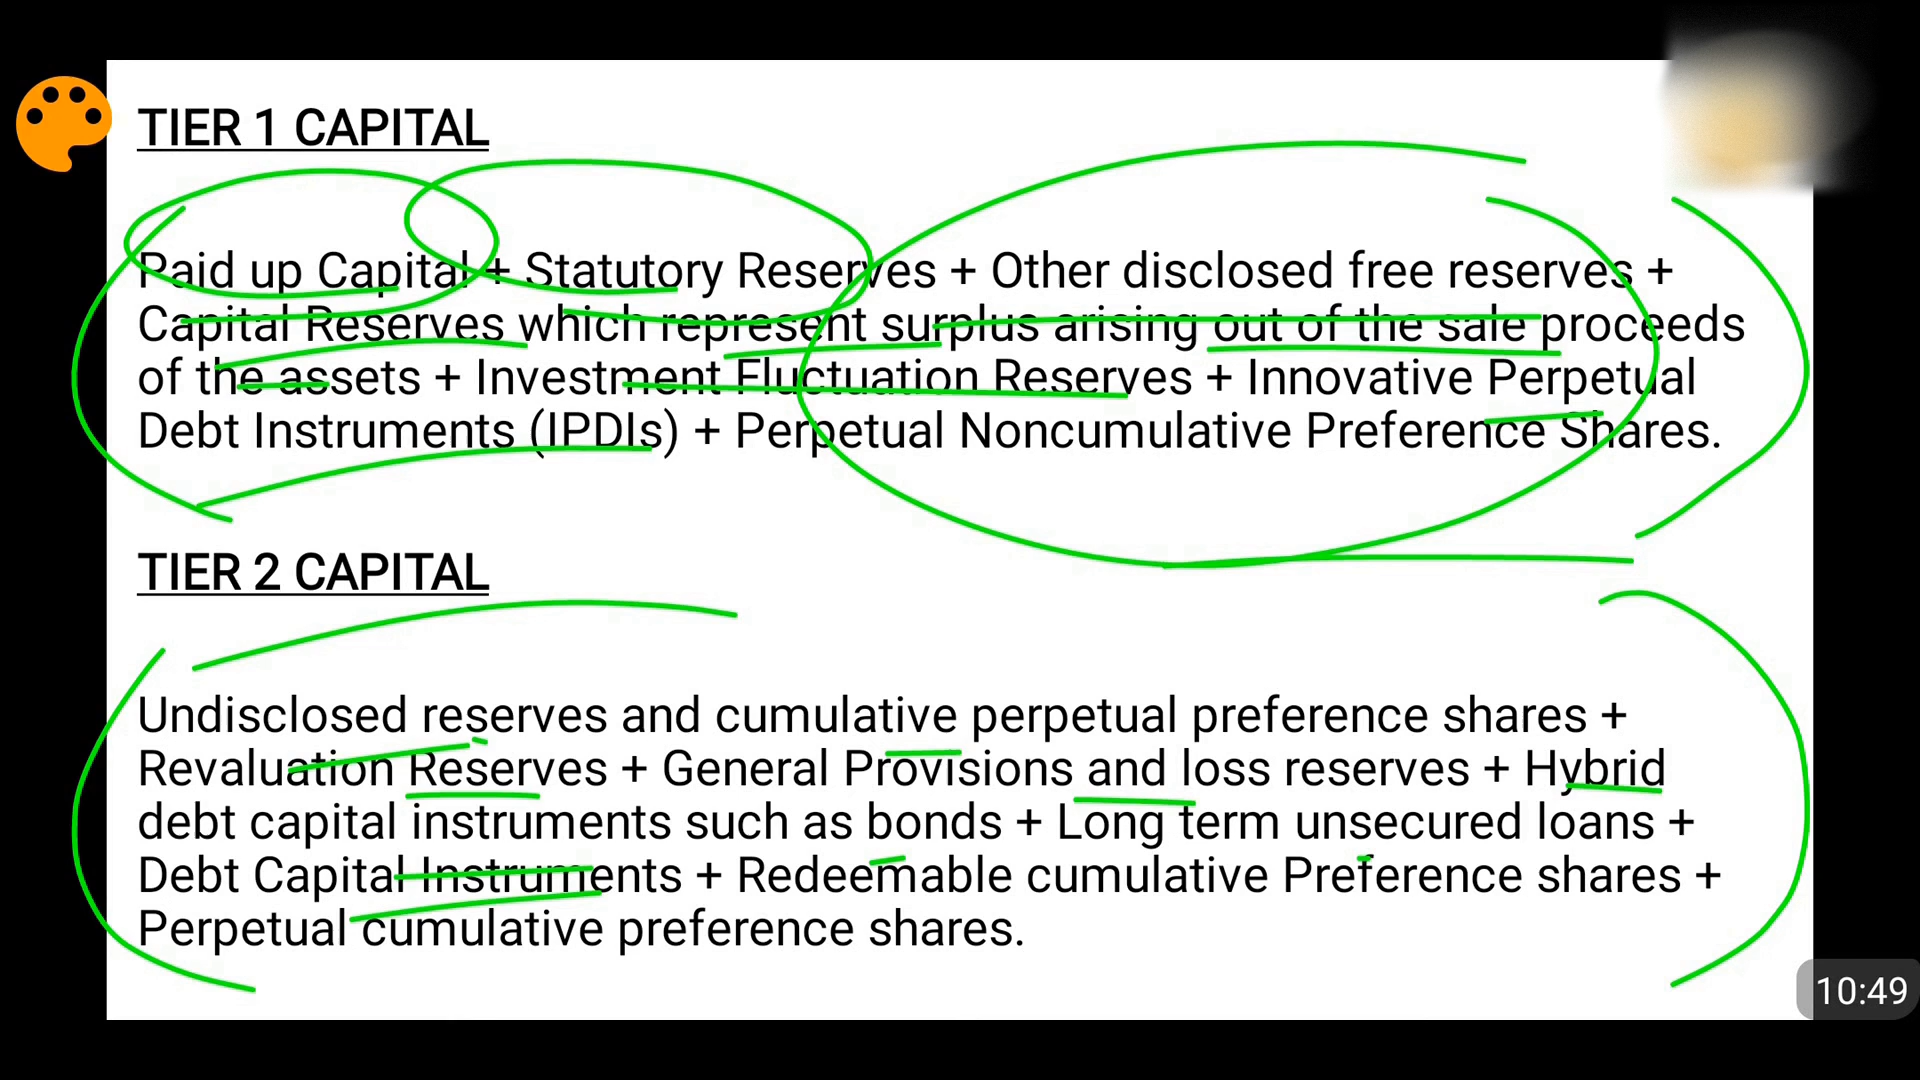 TIER 1 CAPITAL
Paid up Capital + Statutory Reserves + Other disclosed free reserves +
Capital Reserves which represent surplus arising out of the sale proceeds
of the assets + Investment Fluctuation Reserves + Innovative Perpetual
Debt Instruments (IPDIs) + Perpetual Noncumulative Preference Shares.
TIER 2 CAPITAL
Undisclosed reserves and cumulative perpetual preference shares +
Revaluation Reserves + General Provisions and loss reserves + Hybrid
debt capital instruments such as bonds + Long term unsecured loans +
Debt Capital Instruments + Redeemable cumulative Preference shares +
Perpetual cumulative preference shares.
10:49